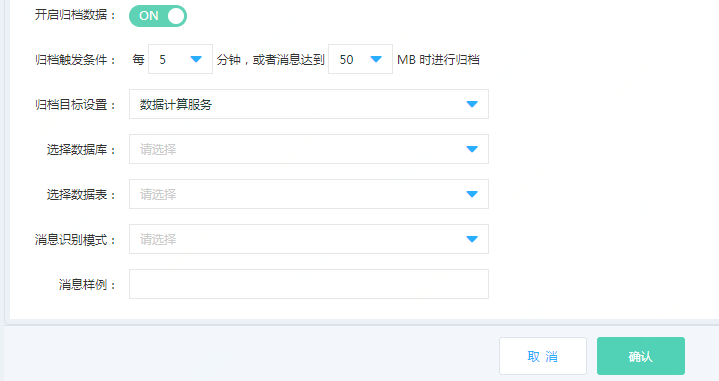 开启归档数据： ON
归档触发条件： 每 5 分钟，或者消息达到 50 MB 时进行归档
归档目标设置： 数据计算服务
选择数据库： 请选择
选择数据表： 请选择
消息识别模式： 请选择
消息样例：
取 消 确认